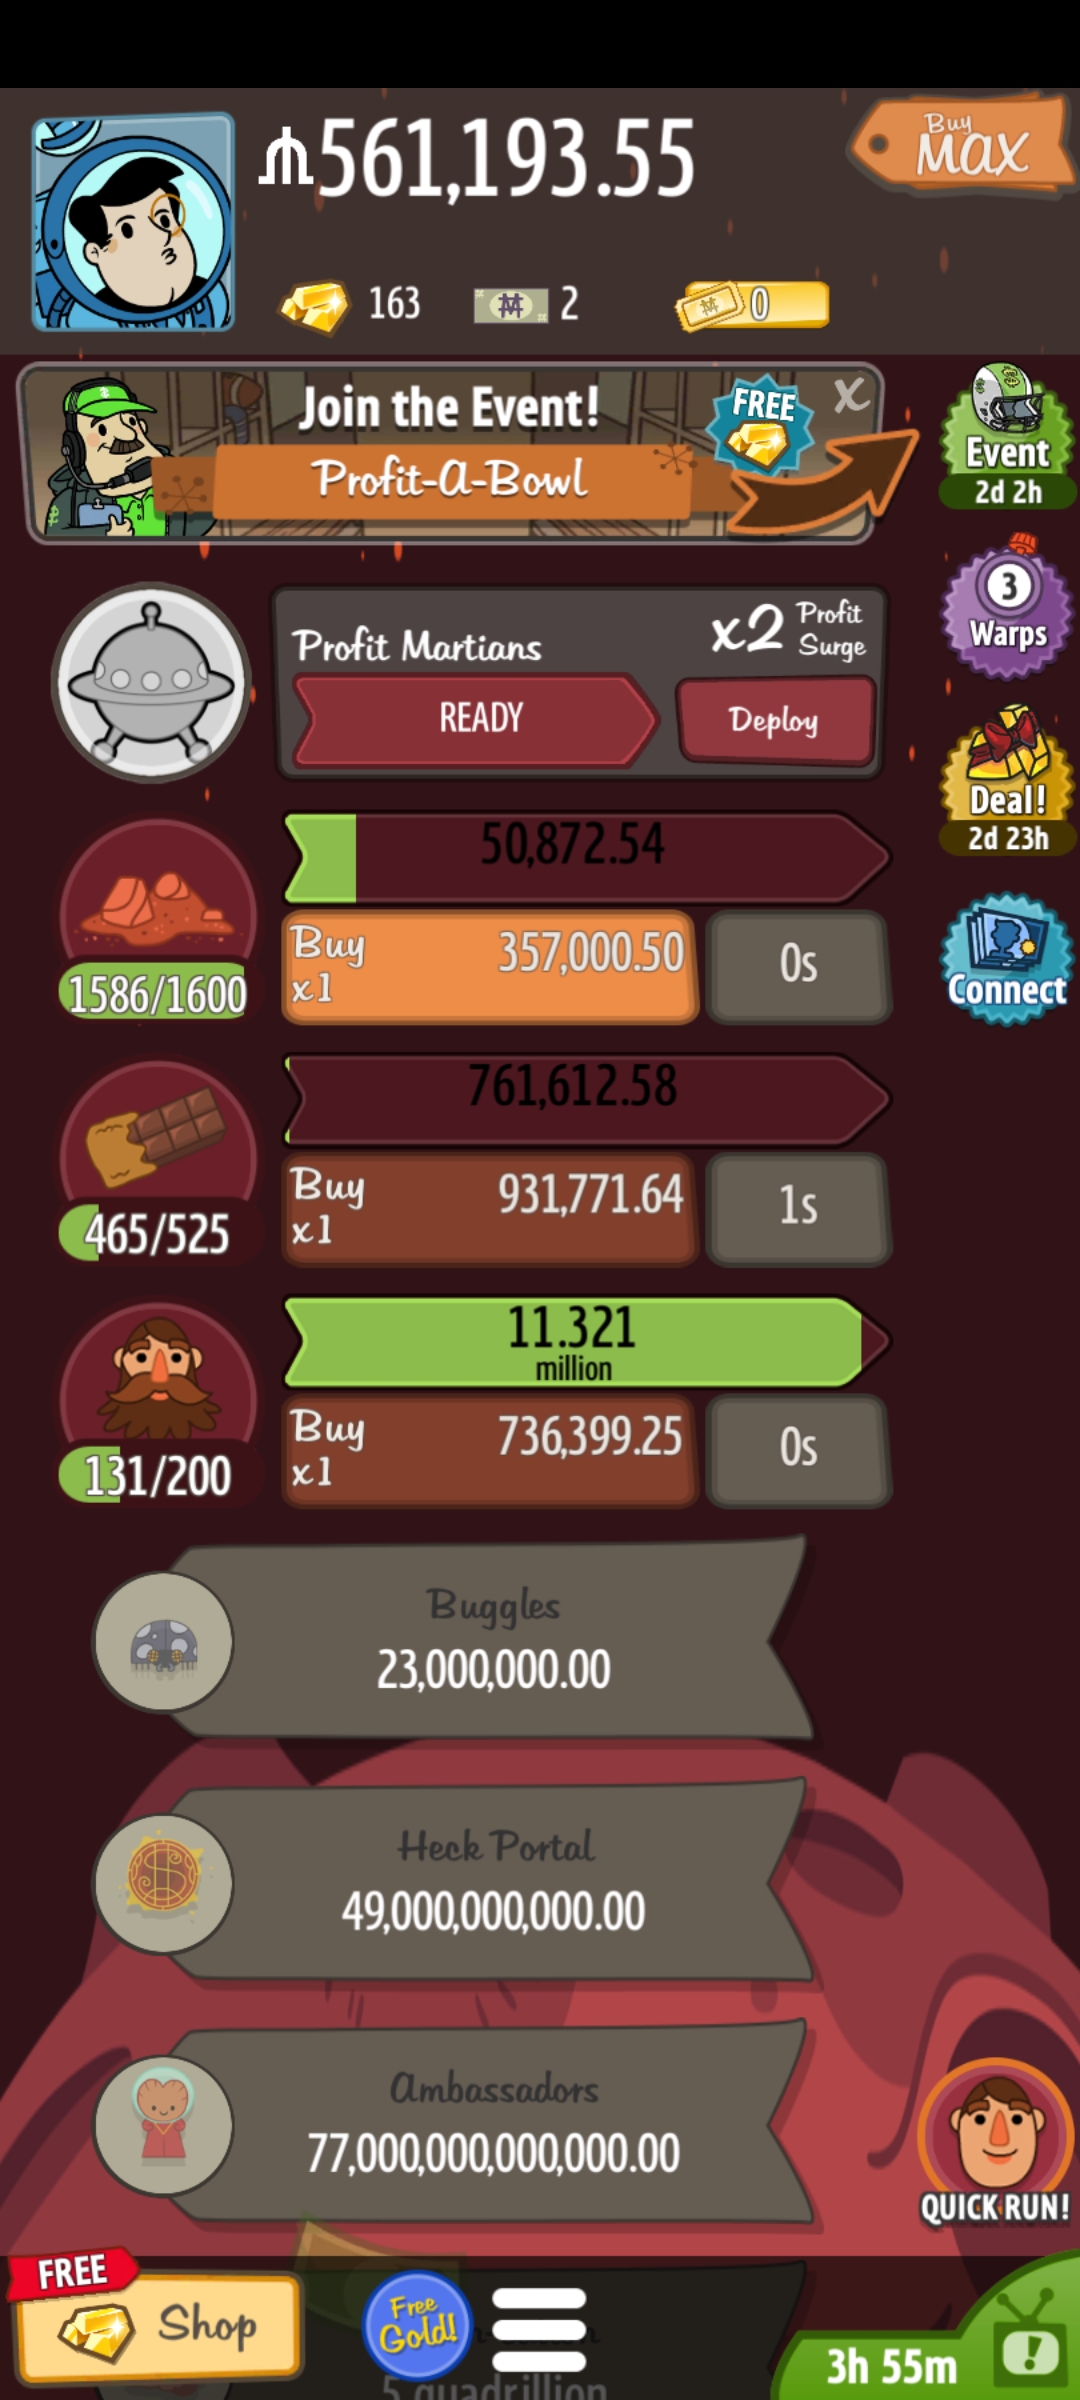 ₼561,193.55
Buy
MAX
163
2
0
Join the Event!
Profit-A-Bowl
FREE
X
Event
2d 2h
3
Warps
Profit Martians
x2 Profit
Surge
READY
Deploy
Deal!
2d 23h
50,872.54
1586/1600
Buy
x1
357,000.50
0s
Connect
761,612.58
465/525
Buy
x1
931,771.64
1s
11.321
million
131/200
Buy
x1
736,399.25
0s
Buggles
23,000,000.00
Heck Portal
49,000,000,000.00
Ambassadors
77,000,000,000,000.00
QUICK RUN!
FREE
Shop
Free
Gold!
5 quadrillion
3h 55m